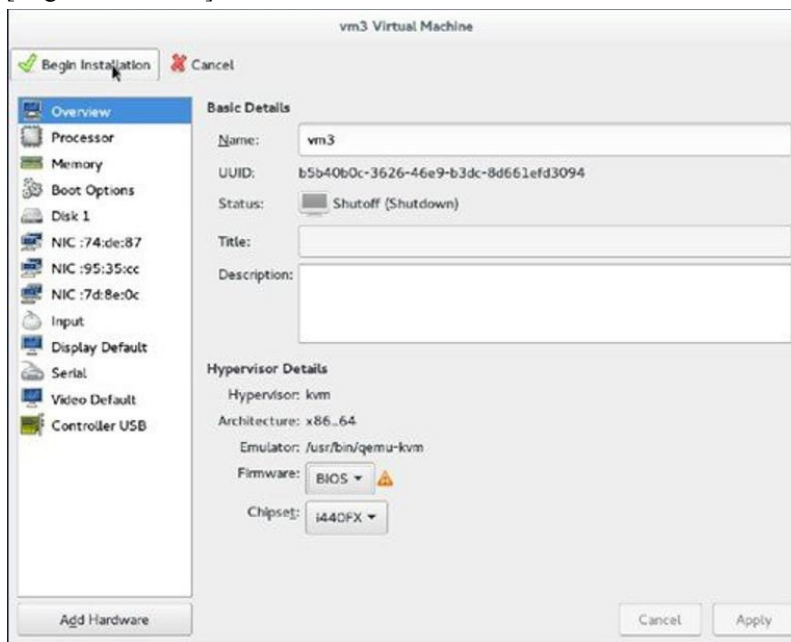 vm3 Virtual Machine
Begin Installation Cancel
Overview
Processor
Memory
Boot Options
Disk 1
NIC :74:de:87
NIC :95:35:cc
NIC :7d:8e:0c
Input
Display Default
Serial
Video Default
Controller USB
Add Hardware
Basic Details
Name: vm3
UUID: b5b40b0c-3626-46e9-b3dc-8d661efd3094
Status: Shutoff (Shutdown)
Title:
Description:
Hypervisor Details
Hypervisor: kvm
Architecture: x86_64
Emulator: /usr/bin/qemu-kvm
Firmware: BIOS
Chipset: i440FX
Cancel Apply